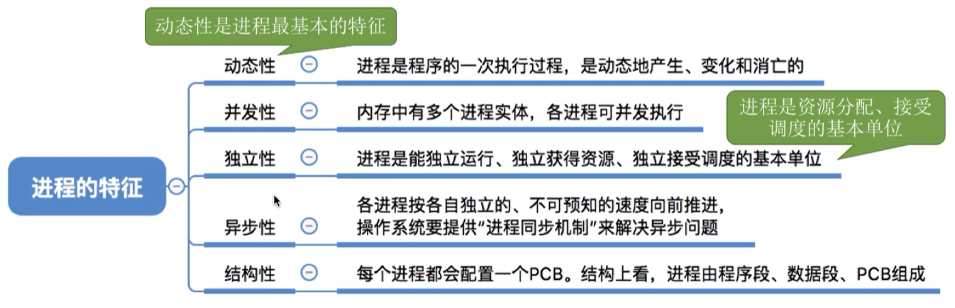 动态性是进程最基本的特征
动态性
进程是程序的一次执行过程，是动态地产生、变化和消亡的
并发性
内存中有多个进程实体，各进程可并发执行
进程是资源分配、接受
调度的基本单位
独立性
进程是能独立运行、独立获得资源、独立接受调度的基本单位
进程的特征
异步性
各进程按各自独立的、不可预知的速度向前推进，
操作系统要提供“进程同步机制”来解决异步问题
结构性
每个进程都会配置一个PCB。结构上看，进程由程序段、数据段、PCB组成